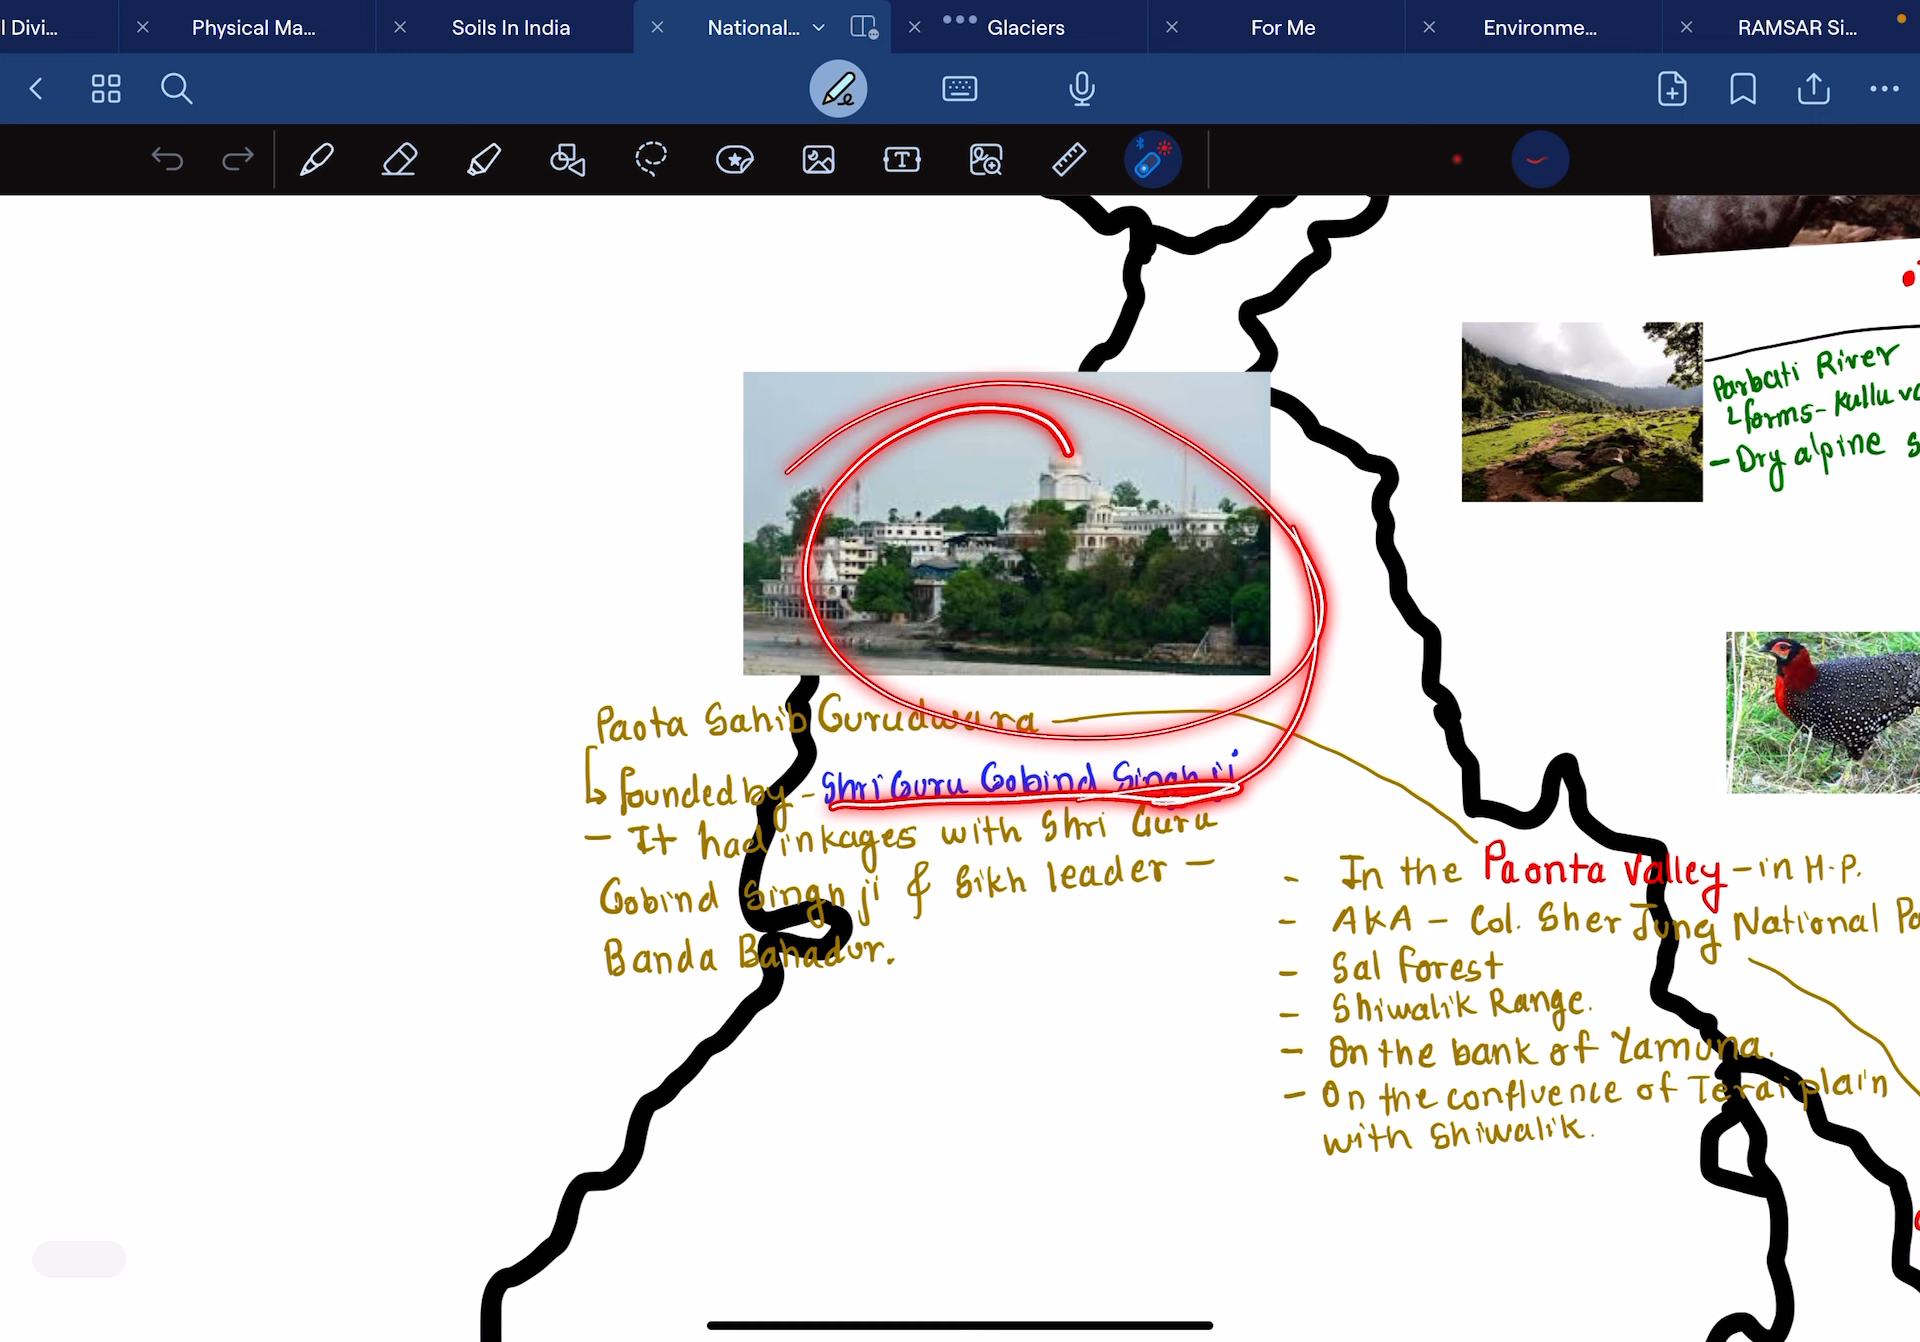 l Divi...
Physical Ma...
Soils In India
National...
Glaciers
For Me
Environme...
RAMSAR Si...
Parbati River
forms - Kullu va
- Dry alpine s
Paota Sahib Gurudwara
founded by - Shri Guru Gobind Singh ji
- It had inkages with Shri Guru
Gobind Singh ji & Sikh leader -
Banda Bahadur.
- In the Paonta Valley - in H.P.
- AKA - Col. Sher Jung National Pa
- Sal forest
- Shiwalik Range.
- On the bank of Yamuna.
- On the confluence of Terai plain
with Shiwalik.